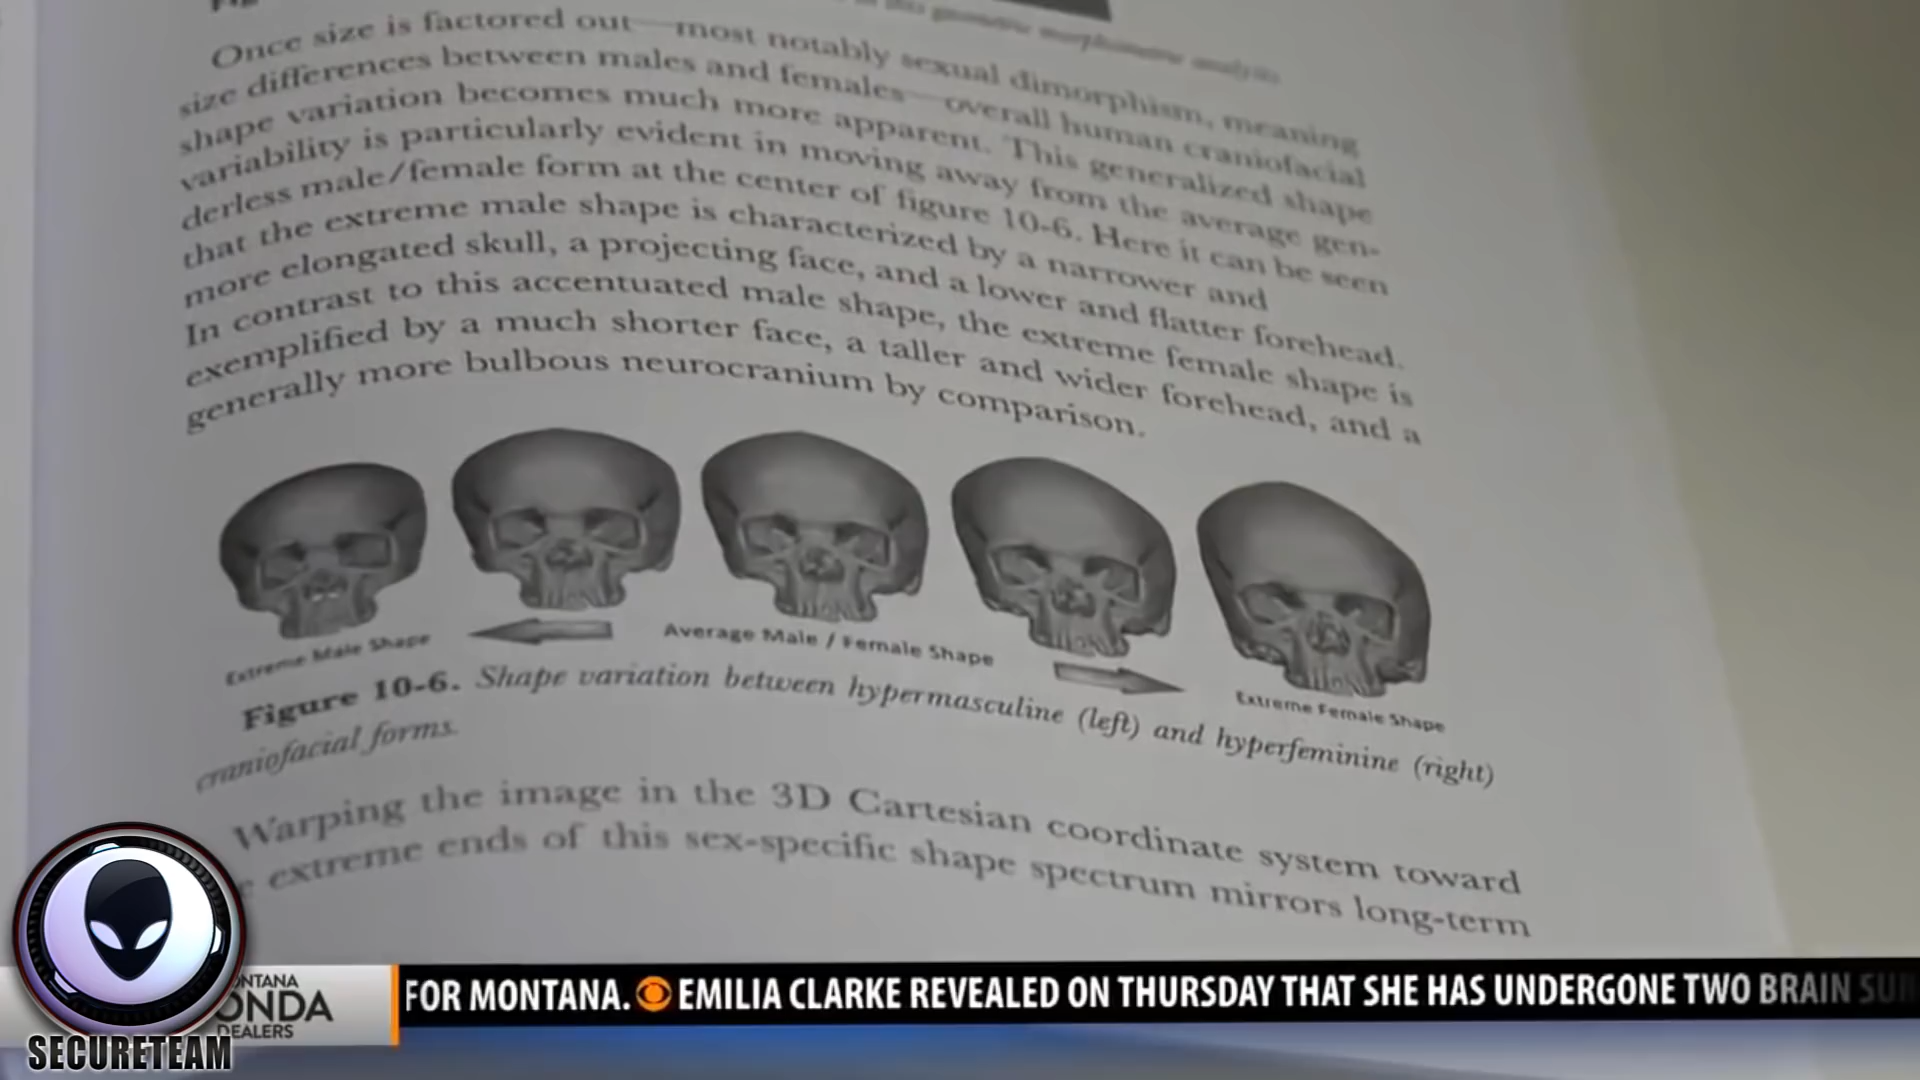 in this geometric morphometric analysis
Once size is factored out—most notably sexual dimorphism, meaning
size differences between males and females—overall human craniofacial
shape variation becomes much more apparent. This generalized shape
variability is particularly evident in moving away from the average gen-
derless male/female form at the center of figure 10-6. Here it can be seen
that the extreme male shape is characterized by a narrower and
more elongated skull, a projecting face, and a lower and flatter forehead.
In contrast to this accentuated male shape, the extreme female shape is
exemplified by a much shorter face, a taller and wider forehead, and a
generally more bulbous neurocranium by comparison.
Extreme Male Shape
Average Male / Female Shape
Extreme Female Shape
Figure 10-6. Shape variation between hypermasculine (left) and hyperfeminine (right)
craniofacial forms.
Warping the image in the 3D Cartesian coordinate system toward
extreme ends of this sex-specific shape spectrum mirrors long-term
NTANA
ONDA
DEALERS
FOR MONTANA. EMILIA CLARKE REVEALED ON THURSDAY THAT SHE HAS UNDERGONE TWO BRAIN SU
SECURETEAM